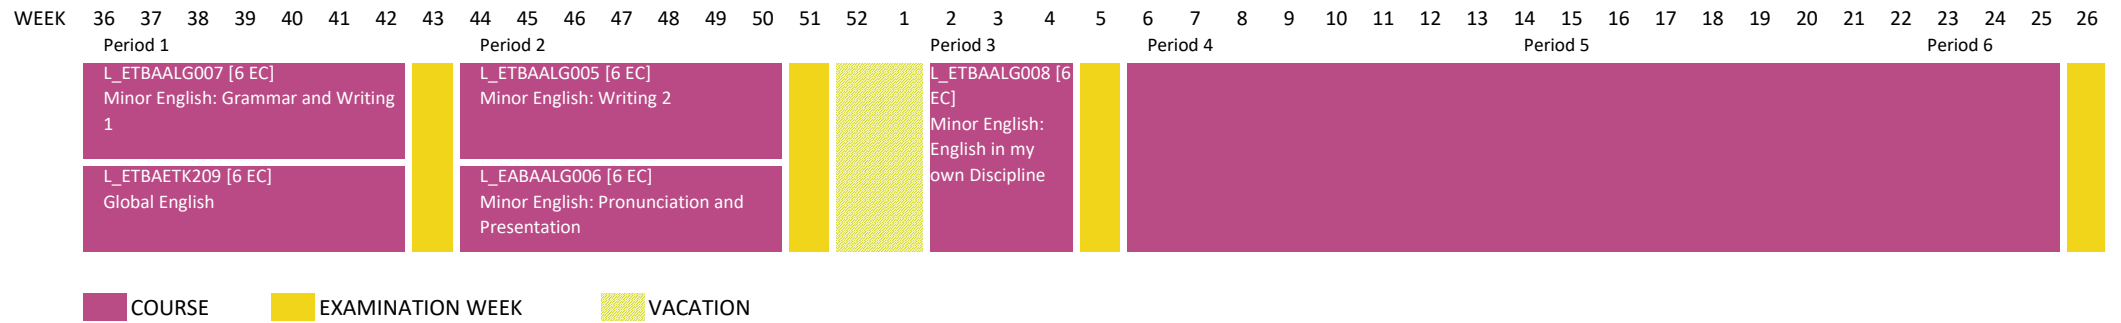 WEEK 36 37 38 39 40 41 42 43 44 45 46 47 48 49 50 51 52 1 2 3 4 5 6 7 8 9 10 11 12 13 14 15 16 17 18 19 20 21 22 23 24 25 26
Period 1 Period 2 Period 3 Period 4 Period 5 Period 6
L_ETBAALG007 [6 EC]
Minor English: Grammar and Writing
1
L_ETBAETK209 [6 EC]
Global English
L_ETBAALG005 [6 EC]
Minor English: Writing 2
L_EABAALG006 [6 EC]
Minor English: Pronunciation and
Presentation
L_ETBAALG008 [6
EC]
Minor English:
English in my
own Discipline
COURSE EXAMINATION WEEK VACATION